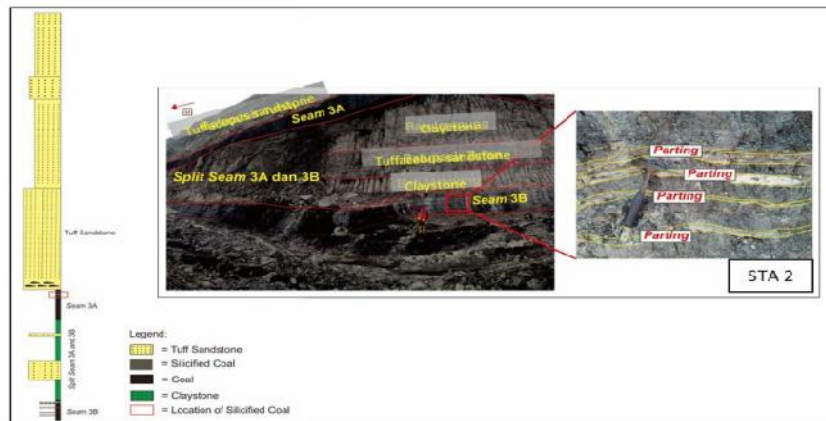 Tuff Sandstone
Seam 3A
Split Seam 3A and 3B
Seam 3B
Legend:
= Tuff Sandstone
= Silicified Coal
= Coal
= Claystone
= Location of Silicified Coal
Tuffaceous sandstone
Seam 3A
Claystone
Tuffaceous sandstone
Split Seam 3A dan 3B
Claystone
Seam 3B
Parting
Parting
Parting
Parting
STA 2